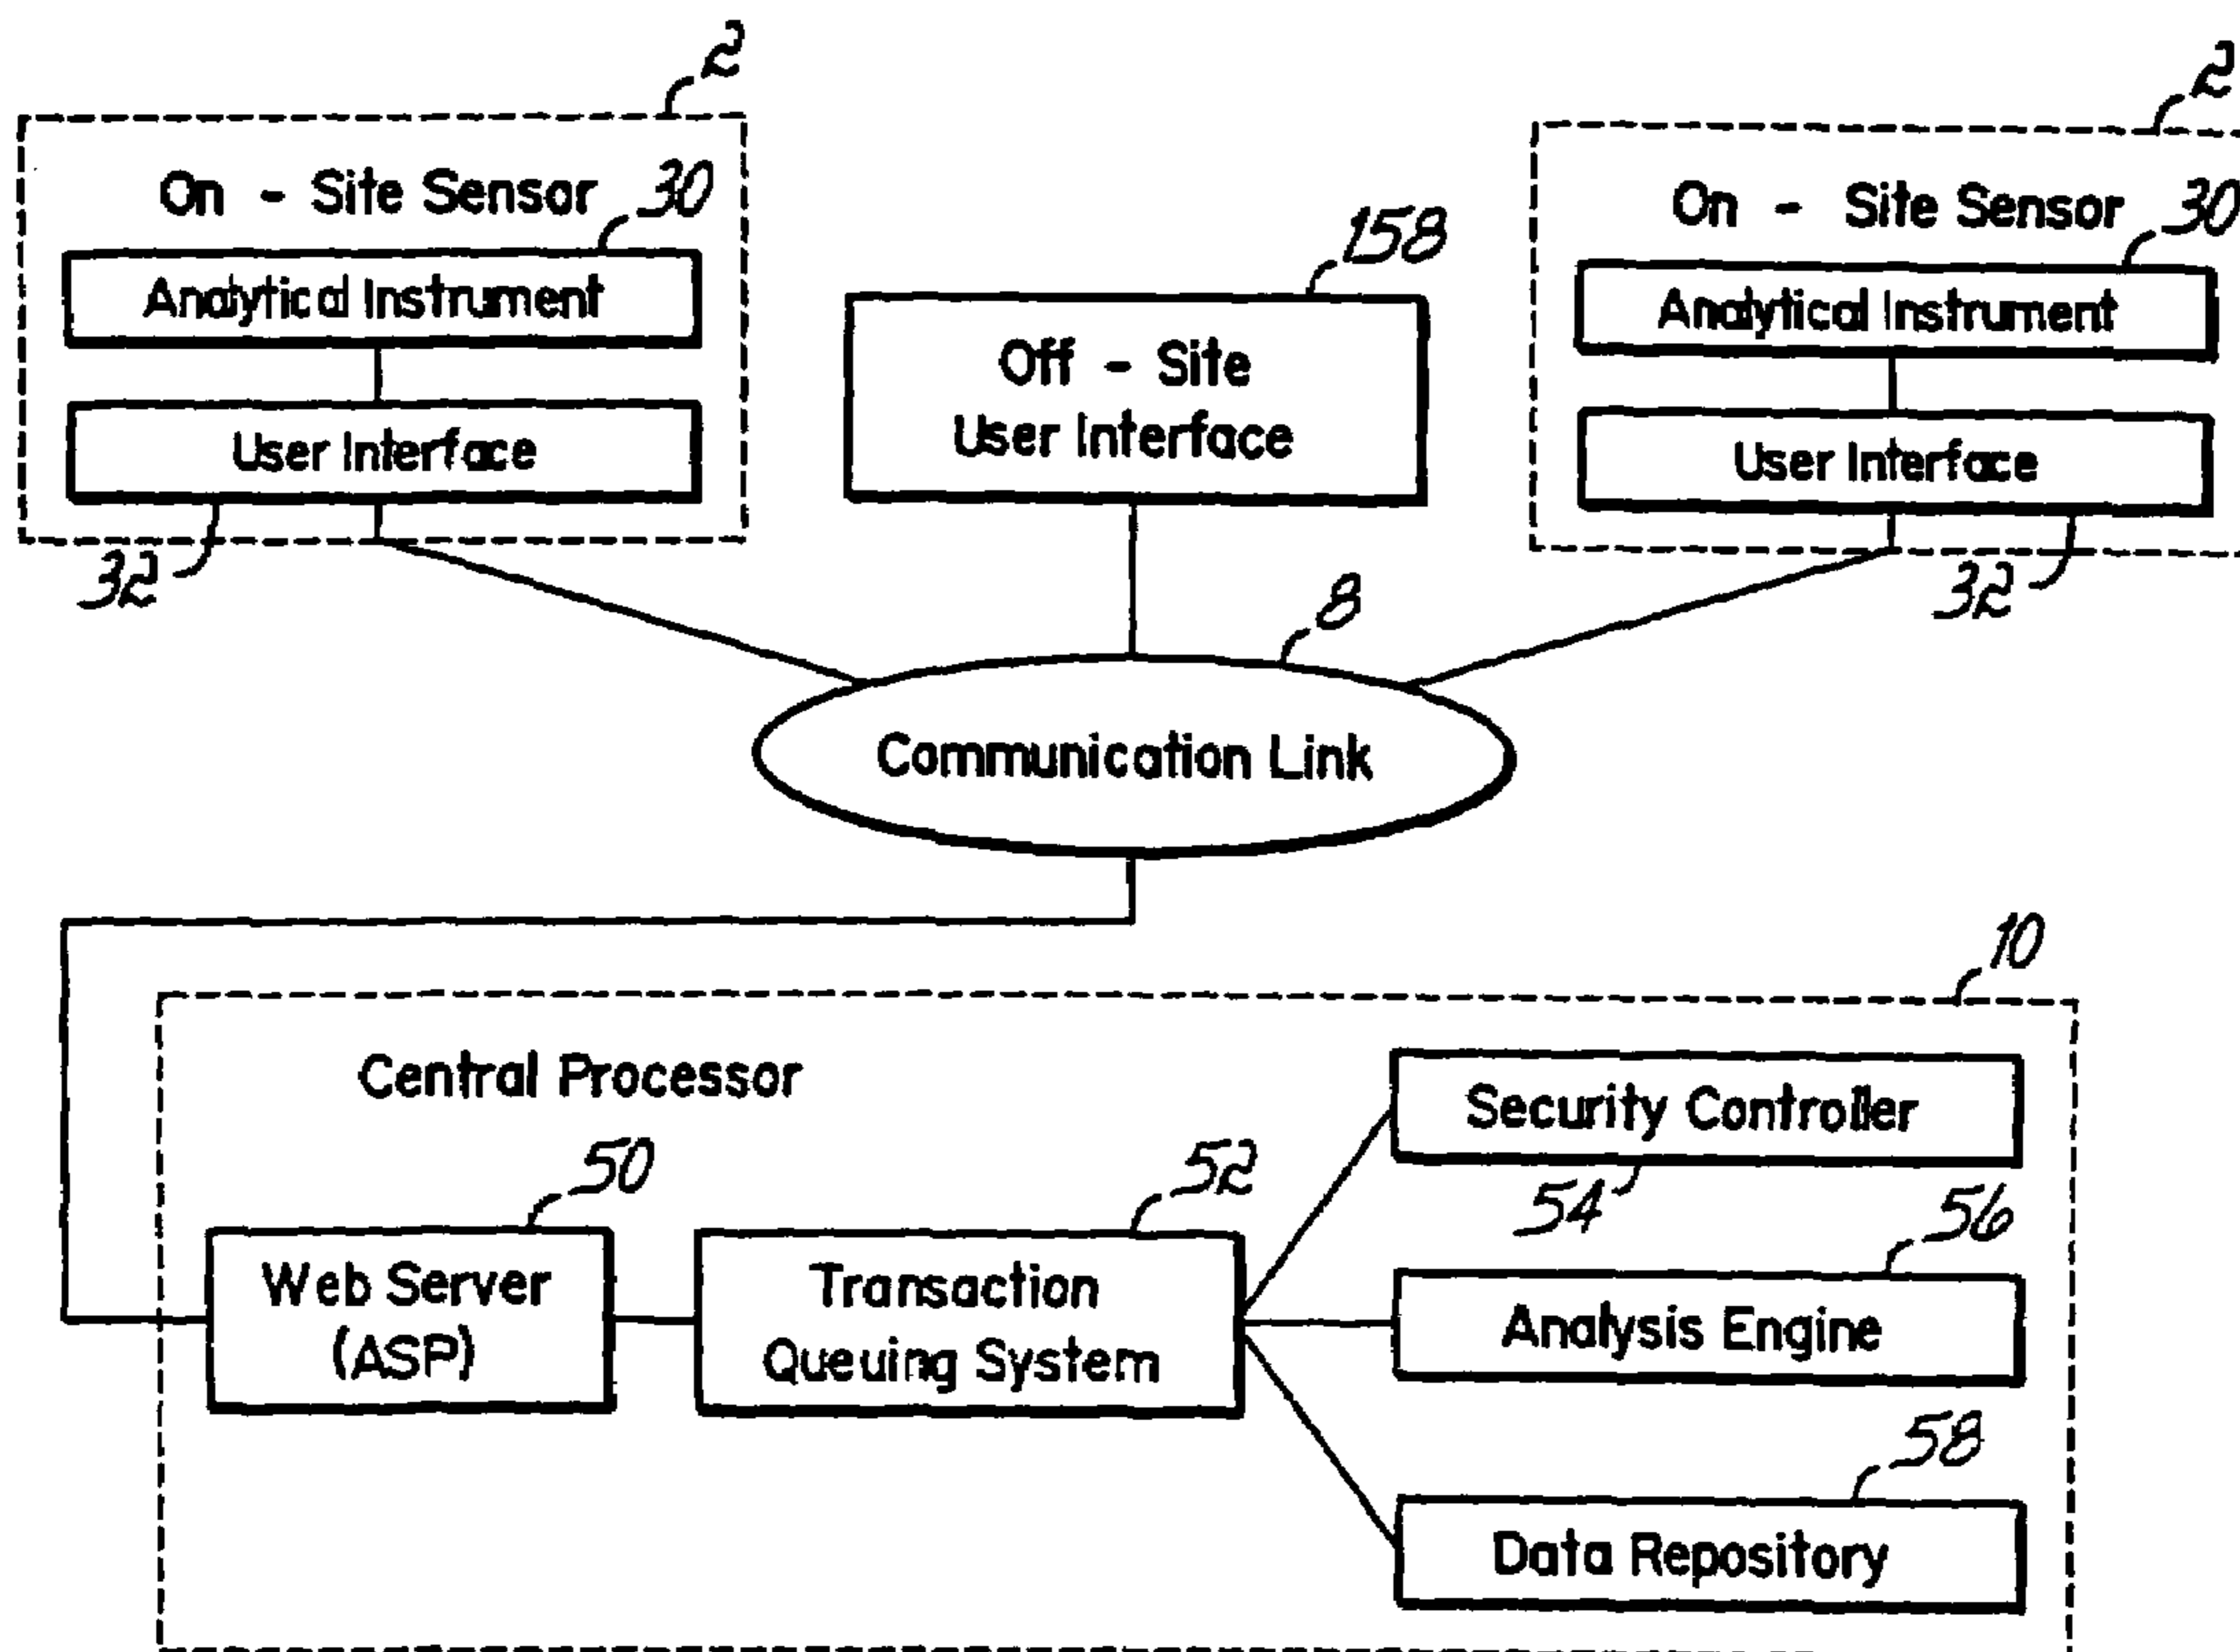 2
2
On - Site Sensor 30
On - Site Sensor 30
158
Analytical Instrument
Analytical Instrument
Off - Site
User Interface
User Interface
User Interface
32
32
8
Communication Link
10
Central Processor
Security Controller
50
52
54
56
Web Server
(ASP)
Transaction
Queuing System
Analysis Engine
58
Data Repository